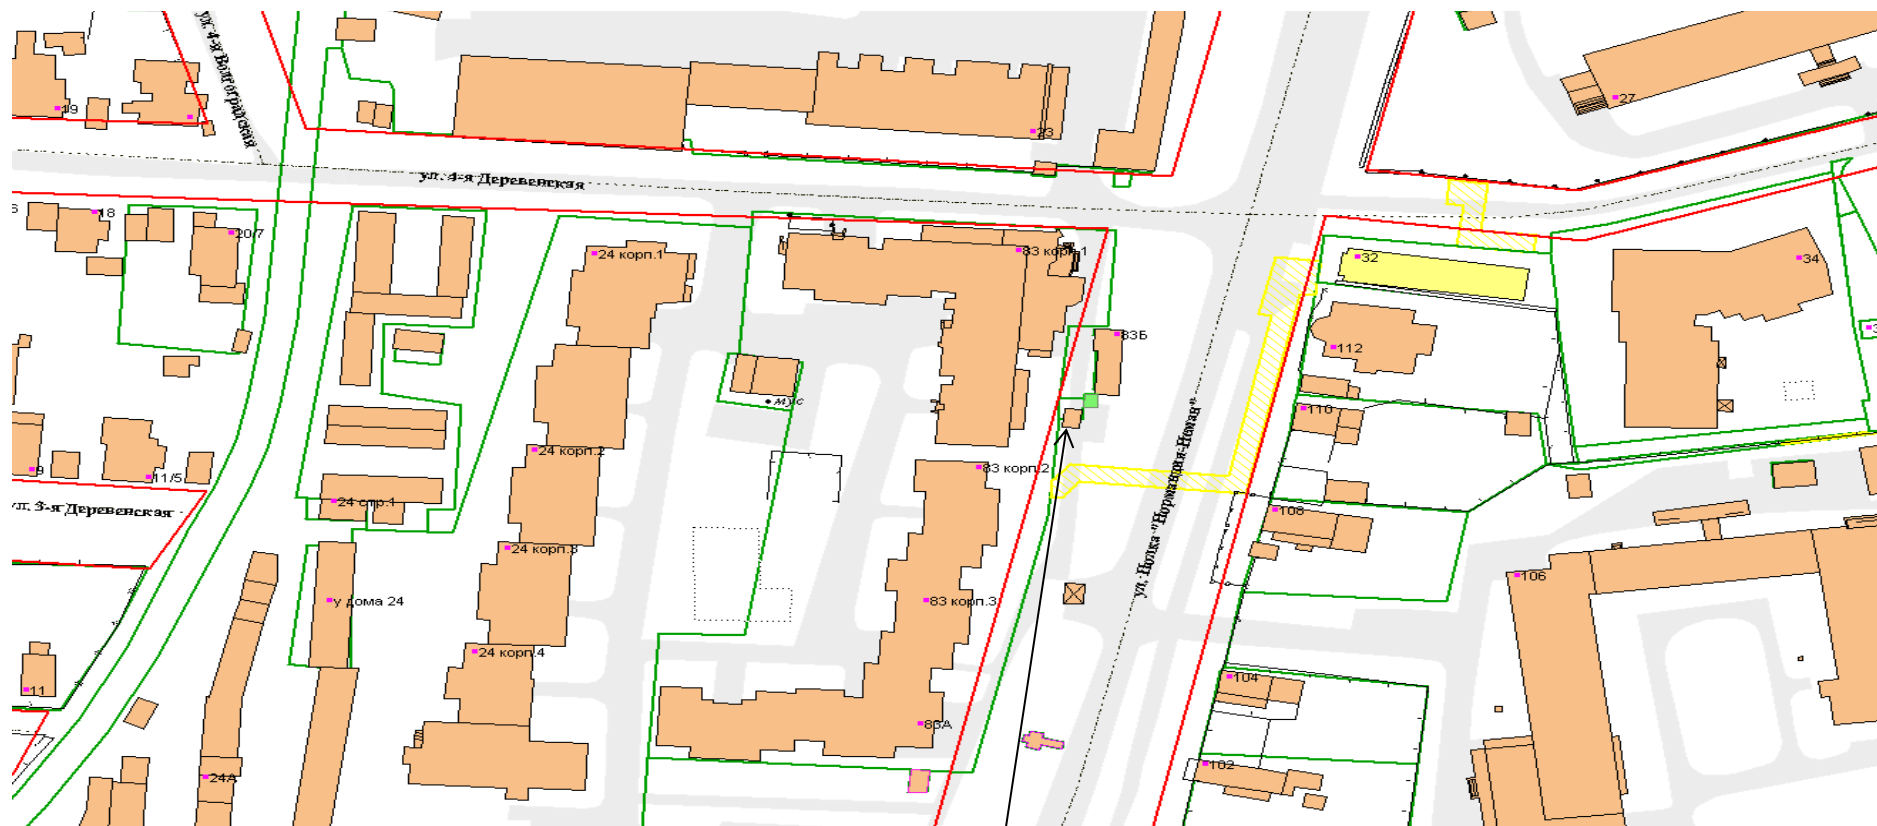 ул. 4-я Волгоградская
19
23
27
ул. 4-я Деревенская
18
20/7
24 корп.1
83 корп.1
32
34
83Б
112
мус
110
24 корп.2
83 корп.2
9
11/5
24 стр.1
ул. 3-я Деревенская
108
ул. Полка "Нормандия-Неман"
24 корп.3
106
у дома 24
83 корп.3
24 корп.4
11
104
83А
102
24А